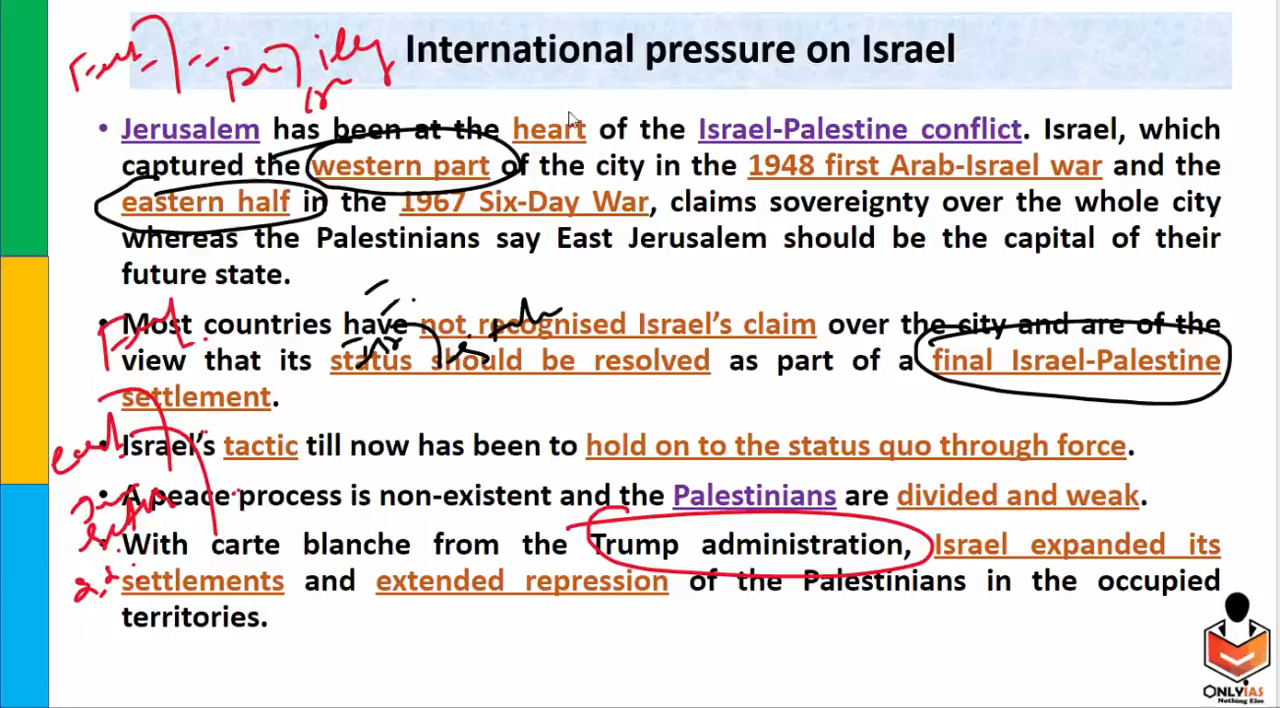 International pressure on Israel
• Jerusalem has been at the heart of the Israel-Palestine conflict. Israel, which
captured the western part of the city in the 1948 first Arab-Israel war and the
eastern half in the 1967 Six-Day War, claims sovereignty over the whole city
whereas the Palestinians say East Jerusalem should be the capital of their
future state.
• Most countries have not recognised Israel's claim over the city and are of the
view that its status should be resolved as part of a final Israel-Palestine
settlement.
• Israel's tactic till now has been to hold on to the status quo through force.
• A peace process is non-existent and the Palestinians are divided and weak.
• With carte blanche from the Trump administration, Israel expanded its
settlements and extended repression of the Palestinians in the occupied
territories.
ONLYIAS
Nothing Else